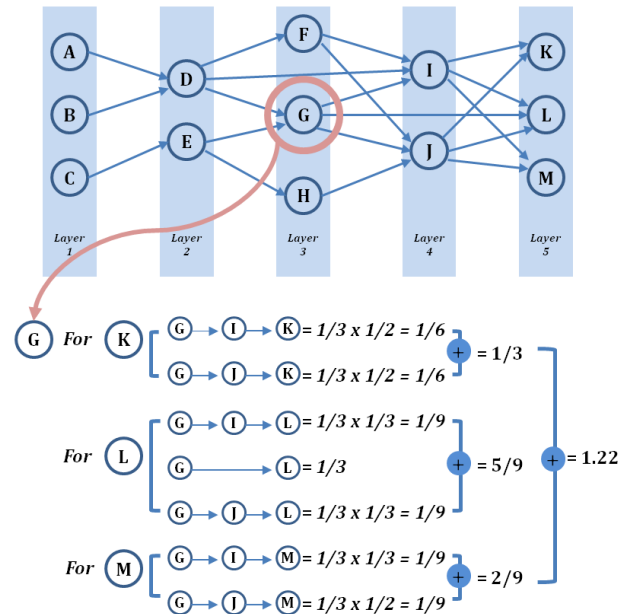 A
B
C
D
E
F
G
H
I
J
K
L
M
Layer 1
Layer 2
Layer 3
Layer 4
Layer 5
G For K
G I K = 1/3 x 1/2 = 1/6
G J K = 1/3 x 1/2 = 1/6
+ = 1/3
For L
G I L = 1/3 x 1/3 = 1/9
G L = 1/3
G J L = 1/3 x 1/3 = 1/9
+ = 5/9
+ = 1.22
For M
G I M = 1/3 x 1/3 = 1/9
G J M = 1/3 x 1/2 = 1/9
+ = 2/9